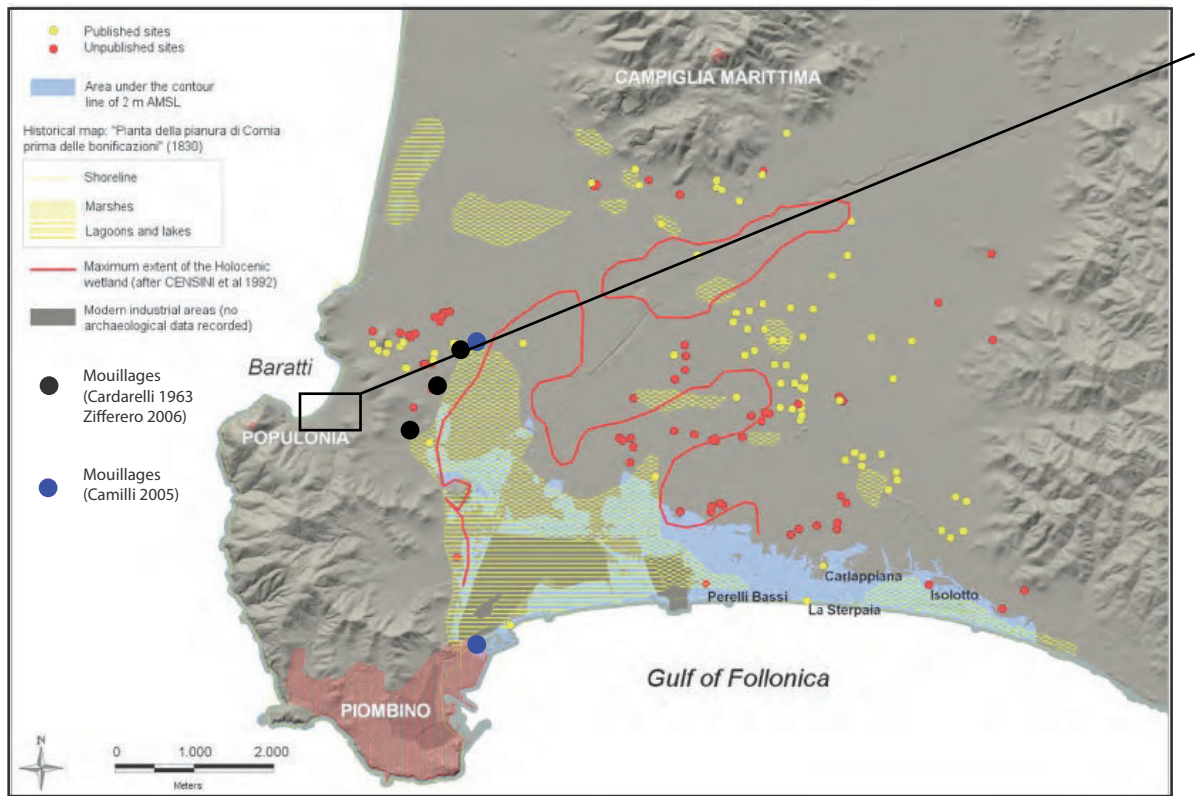 Published sites
Unpublished sites
Area under the contour
line of 2 m AMSL
Historical map: "Pianta della pianura di Cornia
prima delle bonificazioni" (1830)
Shoreline
Marshes
Lagoons and lakes
Maximum extent of the Holocenic
wetland (after CENSINI et al 1992)
Modern industrial areas (no
archaeological data recorded)
Mouillages
(Cardarelli 1963
Zifferero 2006)
Mouillages
(Camilli 2005)
CAMPIGLIA MARITTIMA
Baratti
POPULONIA
Carlappiana
Perelli Bassi
Isolotto
La Sterpaia
Gulf of Follonica
PIOMBINO
N
0 1.000 2.000
Meters